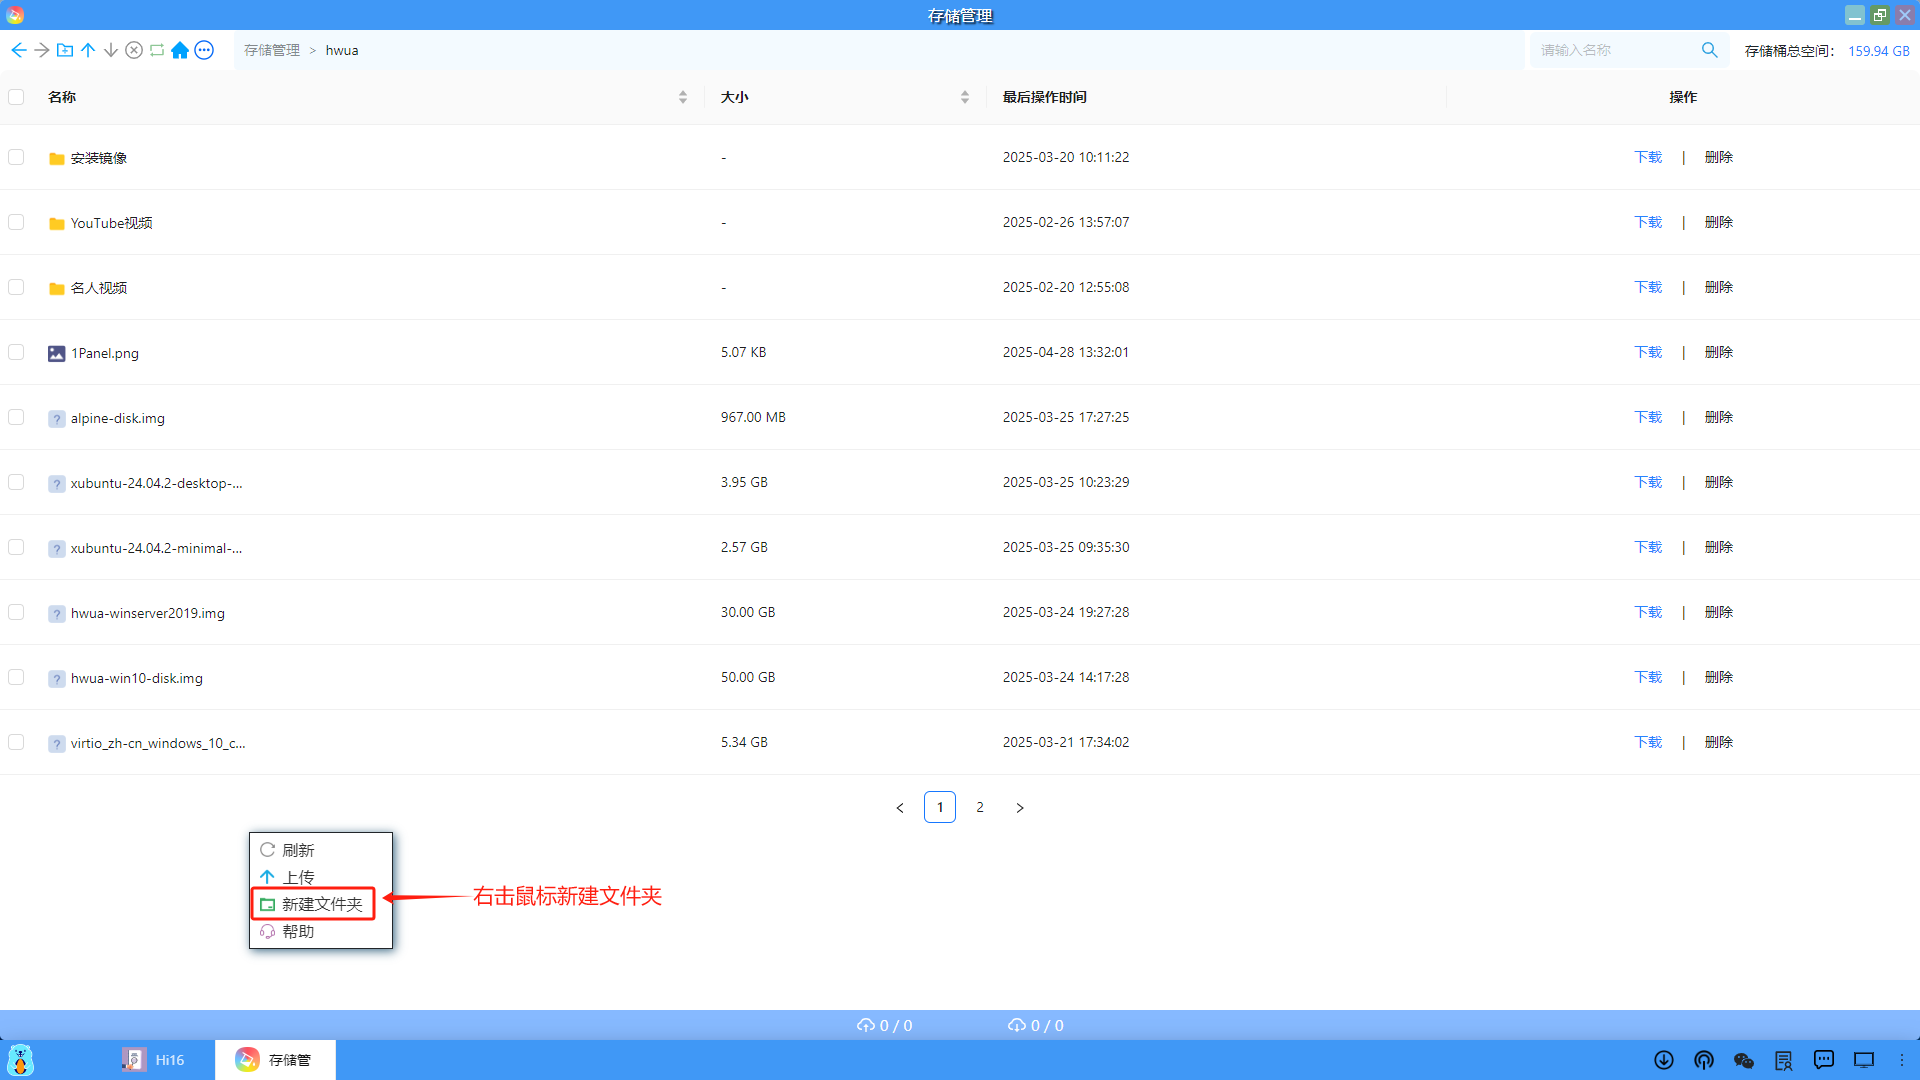 存储管理
存储管理 > hwua
请输入名称
存储桶总空间： 159.94 GB
名称 大小 最后操作时间 操作
安装镜像 - 2025-03-20 10:11:22 下载 | 删除
YouTube视频 - 2025-02-26 13:57:07 下载 | 删除
名人视频 - 2025-02-20 12:55:08 下载 | 删除
1Panel.png 5.07 KB 2025-04-28 13:32:01 下载 | 删除
alpine-disk.img 967.00 MB 2025-03-25 17:27:25 下载 | 删除
xubuntu-24.04.2-desktop-... 3.95 GB 2025-03-25 10:23:29 下载 | 删除
xubuntu-24.04.2-minimal-... 2.57 GB 2025-03-25 09:35:30 下载 | 删除
hwua-winserver2019.img 30.00 GB 2025-03-24 19:27:28 下载 | 删除
hwua-win10-disk.img 50.00 GB 2025-03-24 14:17:28 下载 | 删除
virtio_zh-cn_windows_10_c... 5.34 GB 2025-03-21 17:34:02 下载 | 删除
< 1 2 >
刷新
上传
新建文件夹
右击鼠标新建文件夹
帮助
0 / 0 0 / 0
Hi16
存储管